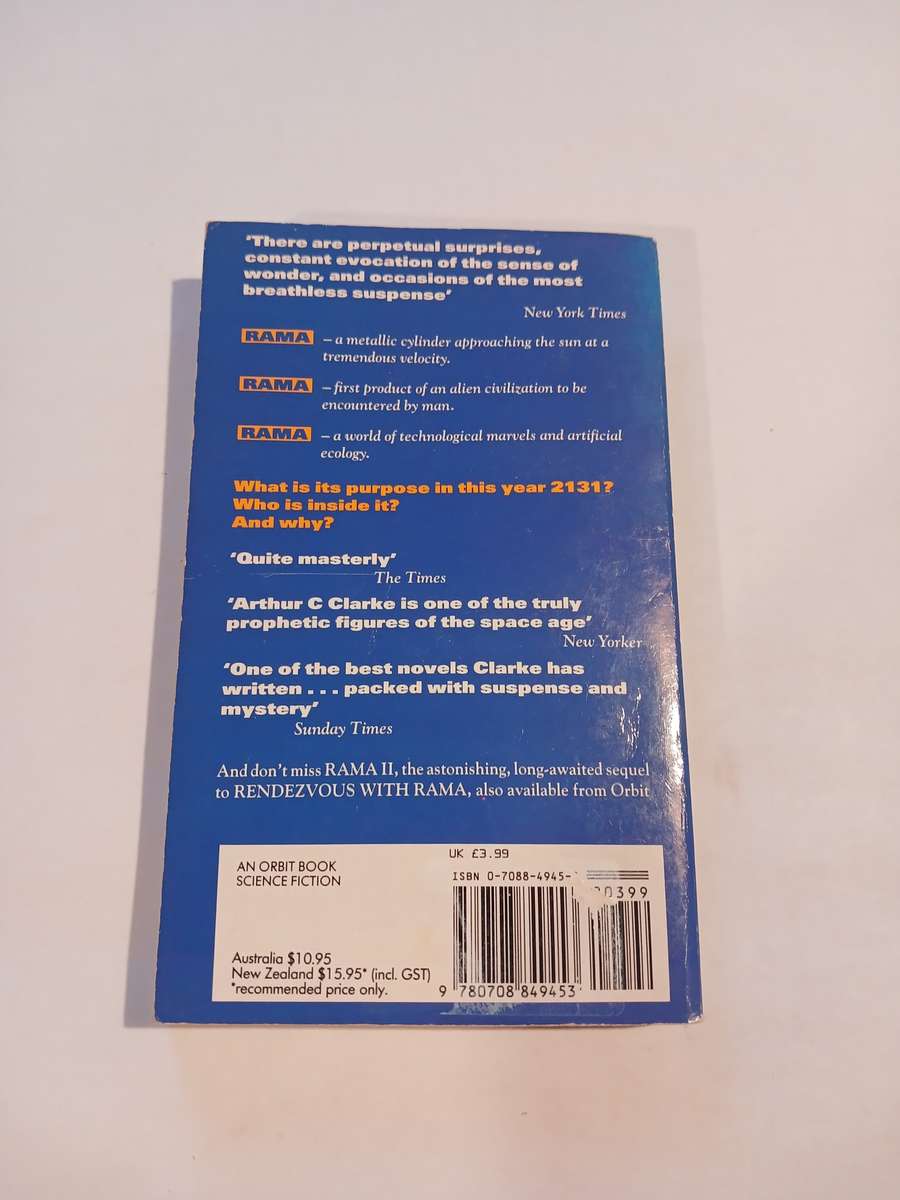 'There are perpetual surprises,
constant evocation of the sense of
wonder, and occasions of the most
breathless suspense'
New York Times
RAMA – a metallic cylinder approaching the sun at a
tremendous velocity.
RAMA – first product of an alien civilization to be
encountered by man.
RAMA – a world of technological marvels and artificial
ecology.
What is its purpose in this year 2131?
Who is inside it?
And why?
'Quite masterly'
The Times
'Arthur C Clarke is one of the truly
prophetic figures of the space age'
New Yorker
'One of the best novels Clarke has
written . . . packed with suspense and
mystery'
Sunday Times
And don't miss RAMA II, the astonishing, long-awaited sequel
to RENDEZVOUS WITH RAMA, also available from Orbit
AN ORBIT BOOK
SCIENCE FICTION
UK £3.99
ISBN 0-7088-4945-
0399
Australia $10.95
New Zealand $15.95* (incl. GST)
*recommended price only.
9 780708 849453